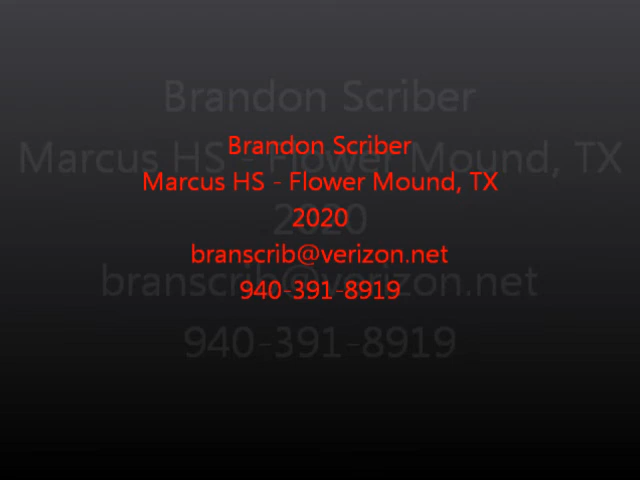 Brandon Scriber
Marcus HS - Flower Mound, TX
2020
branscrib@verizon.net
940-391-8919